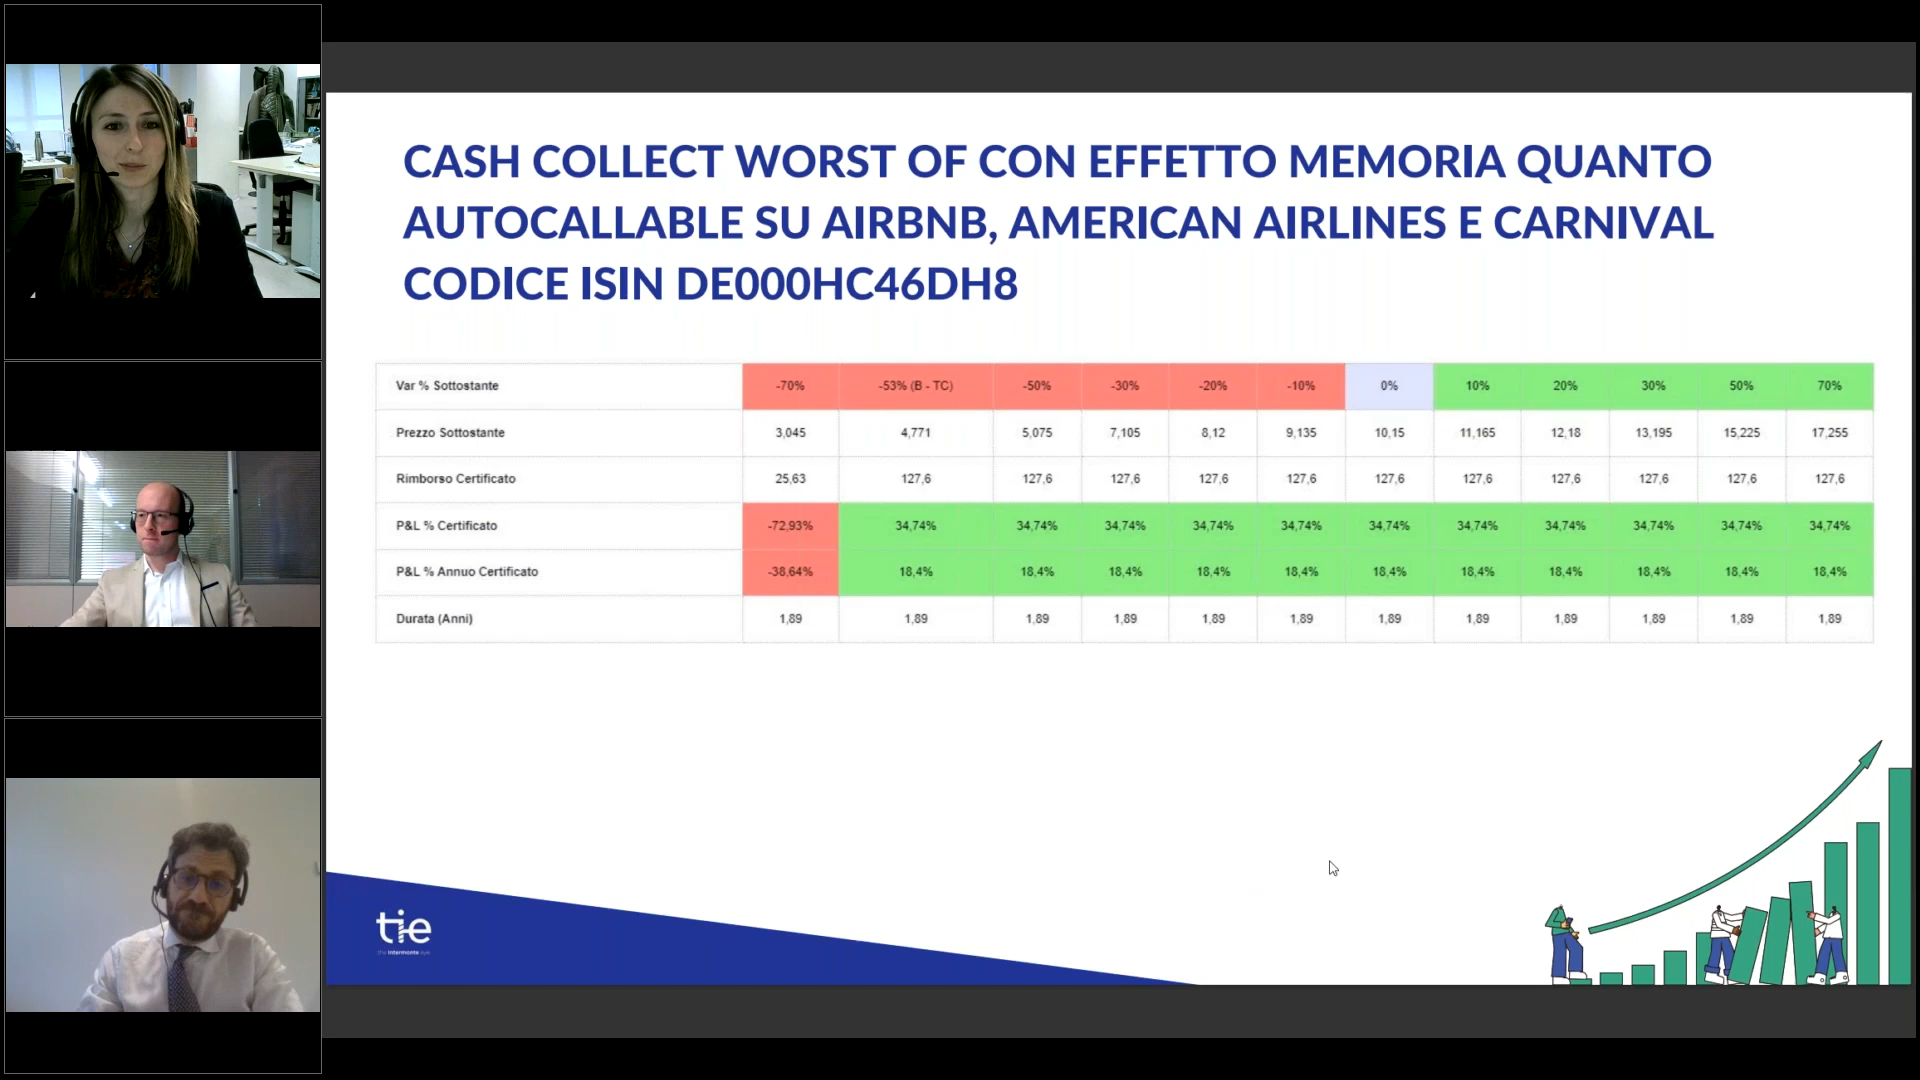 CASH COLLECT WORST OF CON EFFETTO MEMORIA QUANTO
AUTOCALLABLE SU AIRBNB, AMERICAN AIRLINES E CARNIVAL
CODICE ISIN DE000HC46DH8
Var % Sottostante -70% -53% (B - TC) -50% -30% -20% -10% 0% 10% 20% 30% 50% 70%
Prezzo Sottostante 3,045 4,771 5,075 7,105 8,12 9,135 10,15 11,165 12,18 13,195 15,225 17,255
Rimborso Certificato 25,63 127,6 127,6 127,6 127,6 127,6 127,6 127,6 127,6 127,6 127,6 127,6
P&L % Certificato -72,93% 34,74% 34,74% 34,74% 34,74% 34,74% 34,74% 34,74% 34,74% 34,74% 34,74% 34,74%
P&L % Annuo Certificato -38,64% 18,4% 18,4% 18,4% 18,4% 18,4% 18,4% 18,4% 18,4% 18,4% 18,4% 18,4%
Durata (Anni) 1,89 1,89 1,89 1,89 1,89 1,89 1,89 1,89 1,89 1,89 1,89 1,89
tie
the intermonte eye